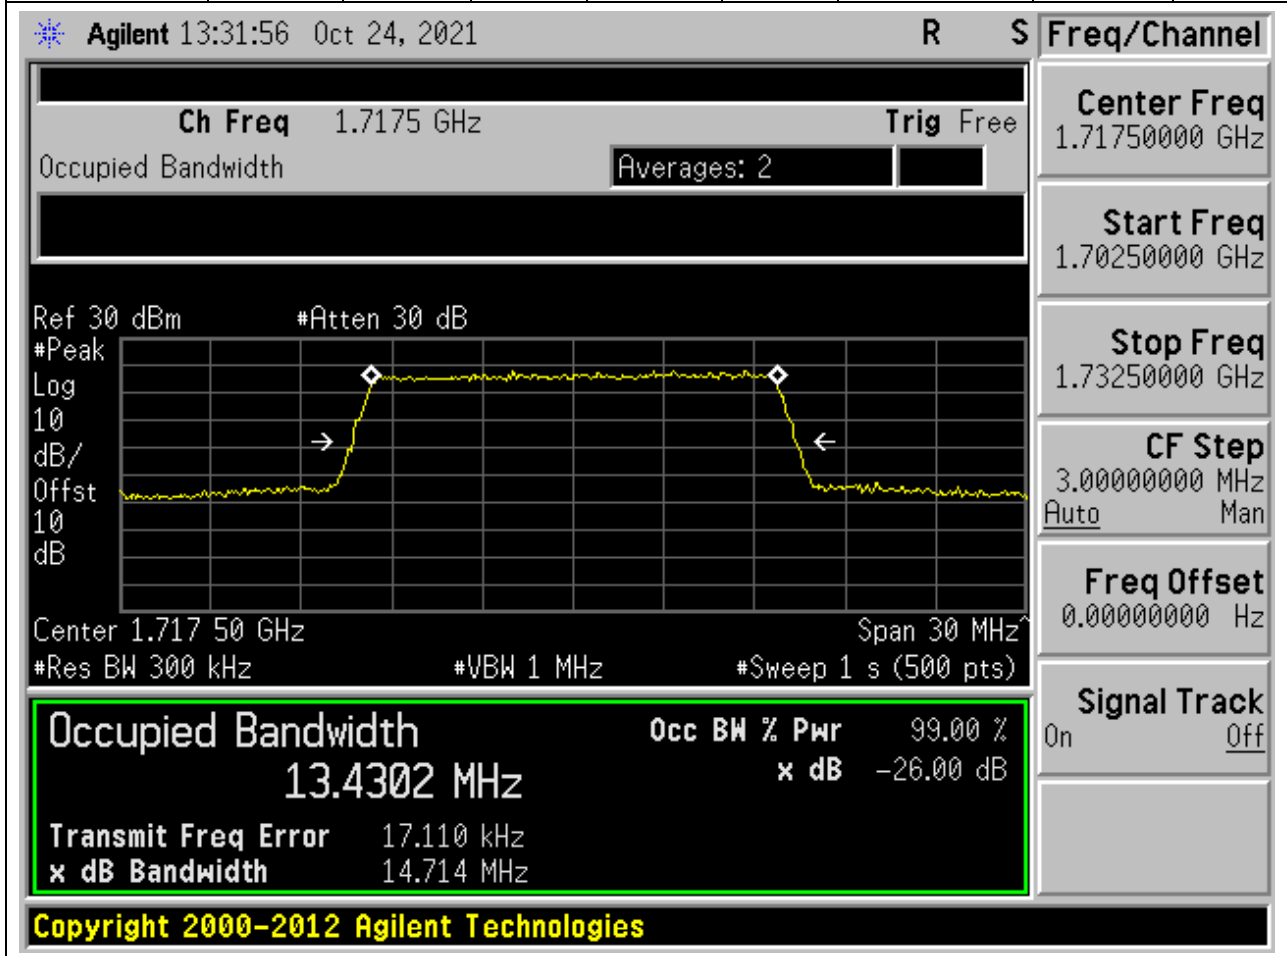 Agilent 13:31:56 Oct 24, 2021 R S
Freq/Channel
Ch Freq 1.7175 GHz Trig Free
Occupied Bandwidth Averages: 2
Center Freq
1.71750000 GHz
Start Freq
1.70250000 GHz
Stop Freq
1.73250000 GHz
CF Step
3.00000000 MHz
Auto Man
Freq Offset
0.00000000 Hz
Signal Track
On Off
Ref 30 dBm #Atten 30 dB
#Peak
Log
10
dB/
Offst
10
dB
Center 1.717 50 GHz Span 30 MHz^
#Res BW 300 kHz #VBW 1 MHz #Sweep 1 s (500 pts)
Occupied Bandwidth Occ BW % Pwr 99.00 %
13.4302 MHz x dB -26.00 dB
Transmit Freq Error 17.110 kHz
x dB Bandwidth 14.714 MHz
Copyright 2000-2012 Agilent Technologies